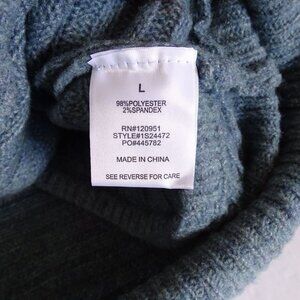 L
98%POLYESTER
2%SPANDEX
RN#120951
STYLE#1S24472
PO#445782
MADE IN CHINA
SEE REVERSE FOR CARE